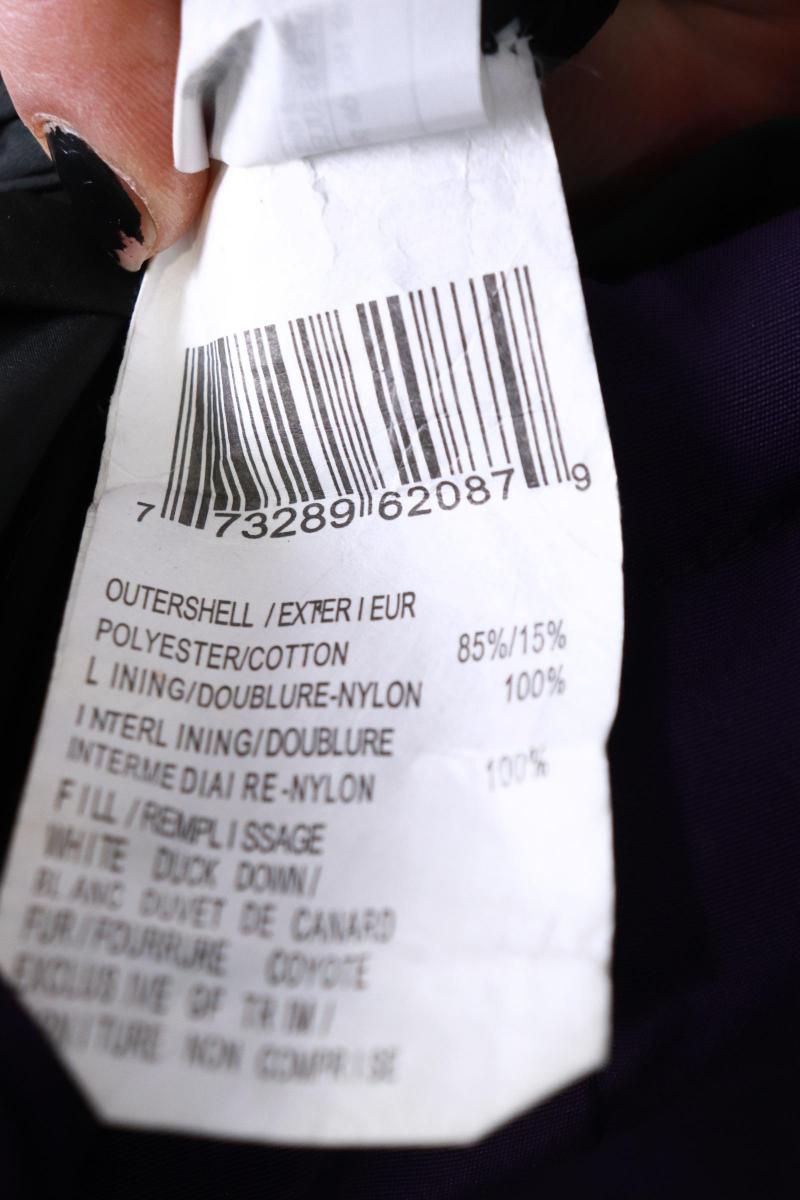 7 73289 62087 9
OUTERSHELL /EXTERIEUR
POLYESTER/COTTON 85%/15%
LINING/DOUBLURE-NYLON 100%
INTERLINING/DOUBLURE
INTERMEDIAIRE-NYLON 100%
FILL/REMPLISSAGE
WHITE DUCK DOWN/
BLANC DUVET DE CANARD
FUR/FOURRURE COYOTE
EXCLUSIVE OF TRIM/
NON COMPRISE